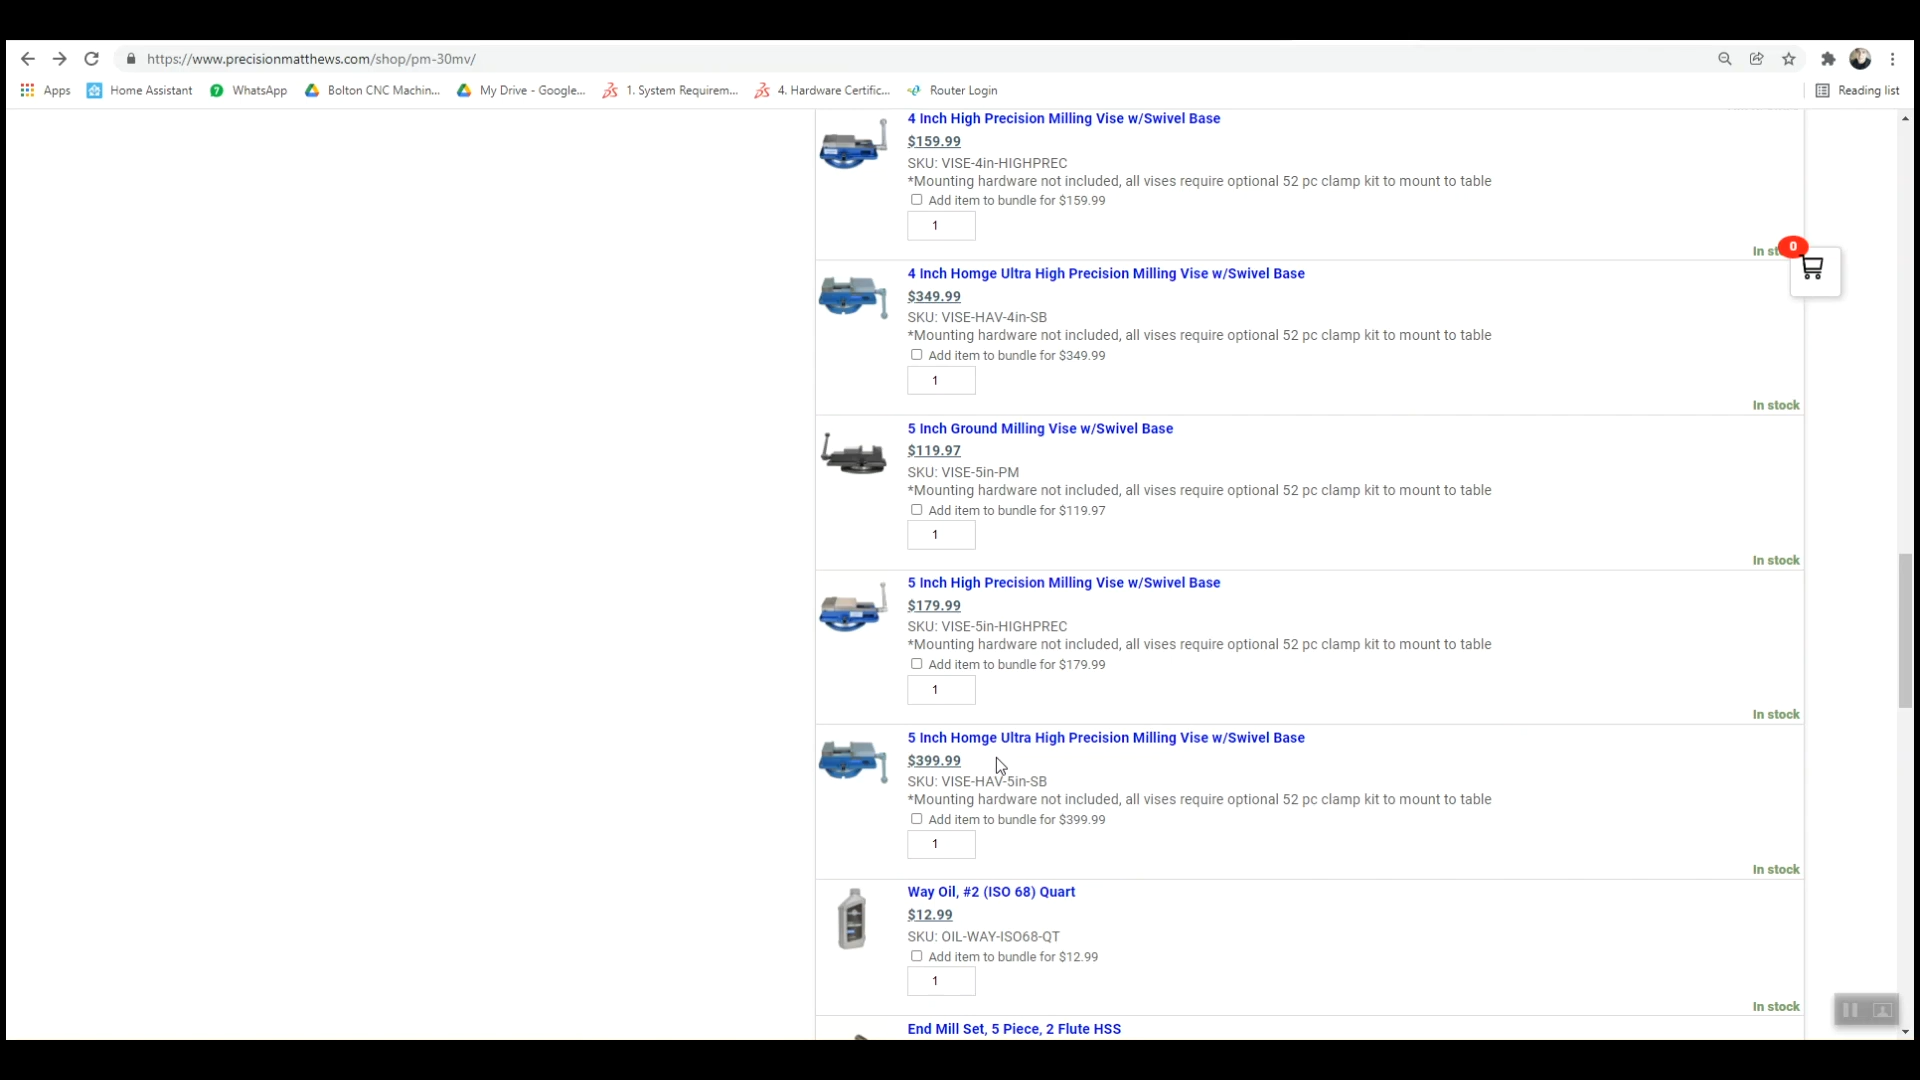 https://www.precisionmatthews.com/shop/pm-30mv/
Apps
Home Assistant
7
WhatsApp
Bolton CNC Machin...
My Drive - Google...
1. System Requirem...
4. Hardware Certific...
Router Login
Reading list
4 Inch High Precision Milling Vise w/Swivel Base
$159.99
SKU: VISE-4in-HIGHPREC
*Mounting hardware not included, all vises require optional 52 pc clamp kit to mount to table
Add item to bundle for $159.99
1
In st
0
4 Inch Homge Ultra High Precision Milling Vise w/Swivel Base
$349.99
SKU: VISE-HAV-4in-SB
*Mounting hardware not included, all vises require optional 52 pc clamp kit to mount to table
Add item to bundle for $349.99
1
In stock
5 Inch Ground Milling Vise w/Swivel Base
$119.97
SKU: VISE-5in-PM
*Mounting hardware not included, all vises require optional 52 pc clamp kit to mount to table
Add item to bundle for $119.97
1
In stock
5 Inch High Precision Milling Vise w/Swivel Base
$179.99
SKU: VISE-5in-HIGHPREC
*Mounting hardware not included, all vises require optional 52 pc clamp kit to mount to table
Add item to bundle for $179.99
1
In stock
5 Inch Homge Ultra High Precision Milling Vise w/Swivel Base
$399.99
SKU: VISE-HAV-5in-SB
*Mounting hardware not included, all vises require optional 52 pc clamp kit to mount to table
Add item to bundle for $399.99
1
In stock
Way Oil, #2 (ISO 68) Quart
$12.99
SKU: OIL-WAY-ISO68-QT
Add item to bundle for $12.99
1
In stock
End Mill Set, 5 Piece, 2 Flute HSS